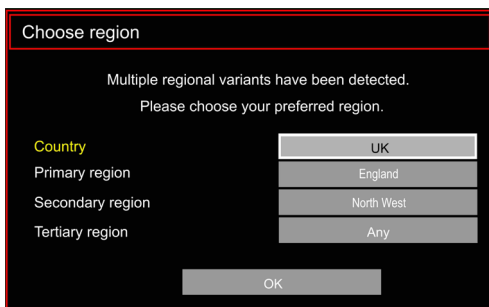 Choose region
Multiple regional variants have been detected.
Please choose your preferred region.
Country UK
Primary region England
Secondary region North West
Tertiary region Any
OK